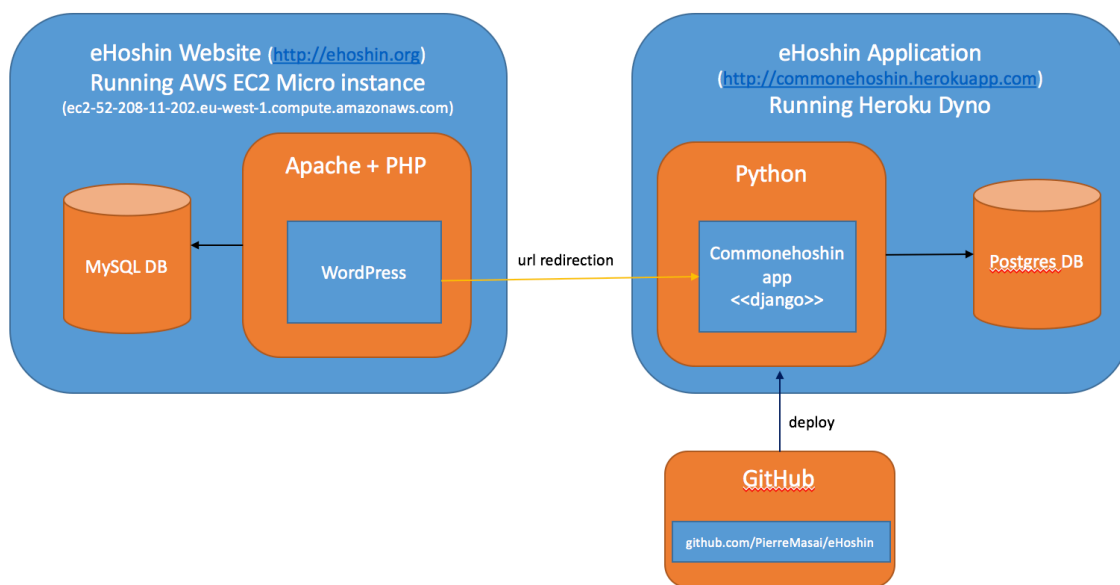 eHoshin Website (http://ehoshin.org)
Running AWS EC2 Micro instance
(ec2-52-208-11-202.eu-west-1.compute.amazonaws.com)
Apache + PHP
MySQL DB
WordPress
url redirection
eHoshin Application
(http://commonehoshin.herokuapp.com)
Running Heroku Dyno
Python
Commonehoshin
app
<<django>>
Postgres DB
deploy
GitHub
github.com/PierreMasai/eHoshin